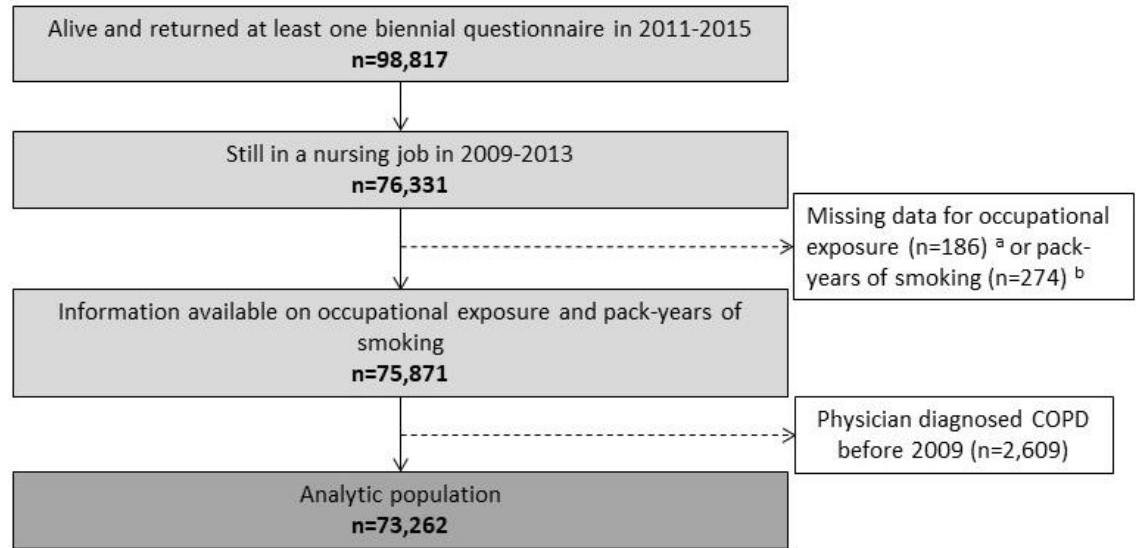 Alive and returned at least one biennial questionnaire in 2011-2015
n=98,817
Still in a nursing job in 2009-2013
n=76,331
Missing data for occupational
exposure (n=186) a or pack-
years of smoking (n=274) b
Information available on occupational exposure and pack-years of
smoking
n=75,871
Physician diagnosed COPD
before 2009 (n=2,609)
Analytic population
n=73,262